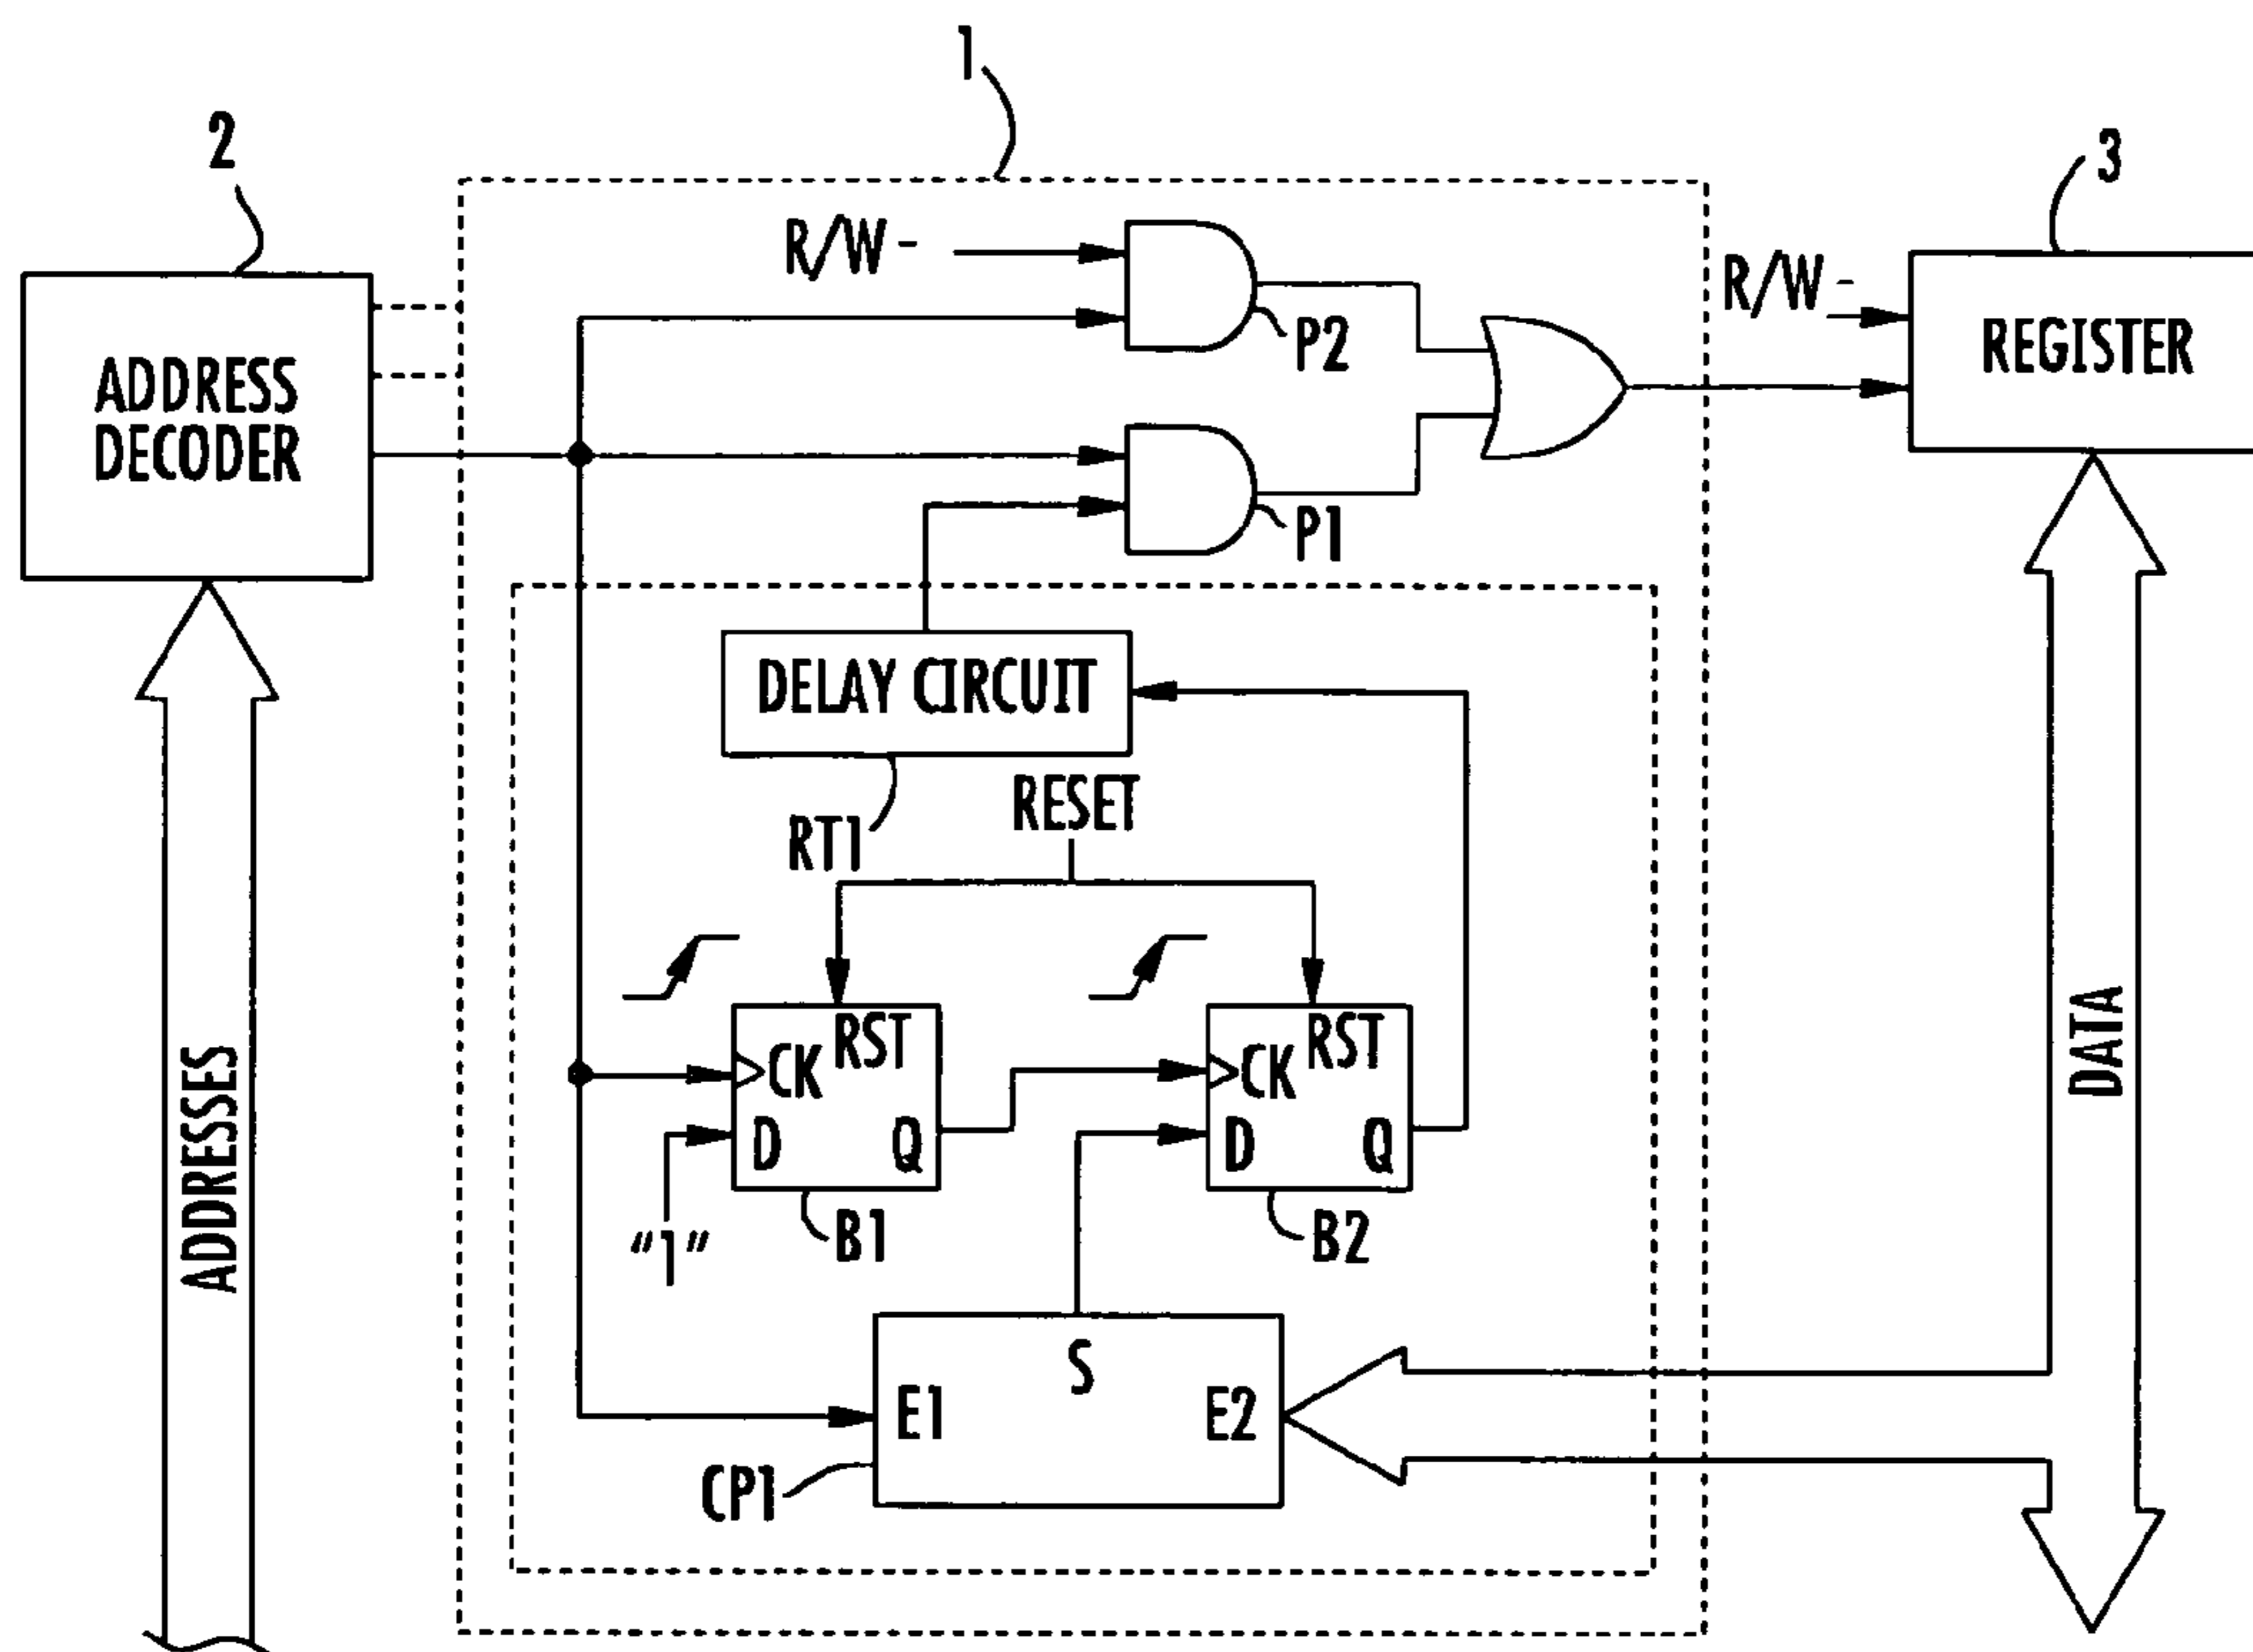 1
2
3
R/W-
P2
R/W-
REGISTER
ADDRESS
DECODER
P1
DELAY CIRCUIT
RESET
RT1
ADDRESSES
DATA
RST
CK
D
Q
RST
CK
D
Q
"1"
B1
B2
S
E1
E2
CP1